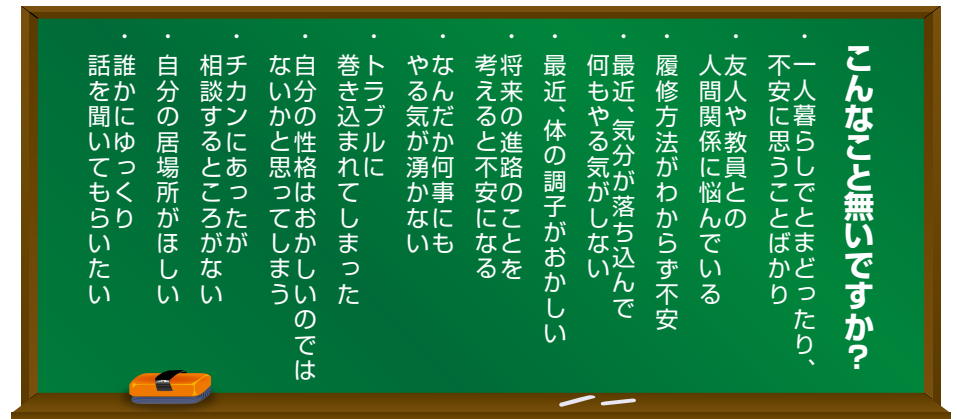 こんなこと無いですか？
・一人暮らしでとまどったり、
不安に思うことばかり
・友人や教員との
人間関係に悩んでいる
・履修方法がわからず不安
・最近、気分が落ち込んで
何もやる気がしない
・最近、体の調子がおかしい
・将来の進路のことを
考えると不安になる
・なんだか何事にも
やる気が湧かない
・トラブルに
巻き込まれてしまった
・自分の性格はおかしいのでは
ないかと思ってしまう
・チカンにあったが
相談するところがない
・自分の居場所がほしい
・誰かにゆっくり
話を聞いてもらいたい